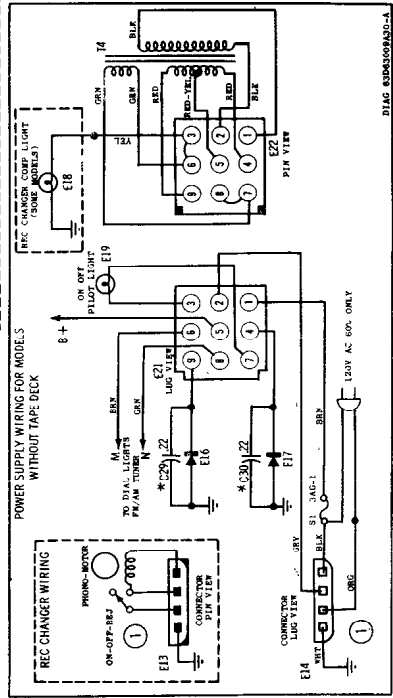 POWER SUPPLY WIRING FOR MODELS
WITHOUT TAPE DECK
REC CHANGER COMP LIGHT
(SOME MODELS)
E18
YEL
T4
BLK
GRN
GRN
RED
RED-YEL
RED
BLK
3
2
1
6
5
4
9
8
7
E22
PIN VIEW
DIAG 63D63009A30-A
B+
ON OFF
PILOT LIGHT
E19
BRN
GRN
M
N
TO DIAL LIGHTS
FM/AM TUNER
E21
LUG VIEW
3
2
1
6
5
4
9
8
7
*C29
.22
E16
*C30
.22
E17
REC CHANGER WIRING
PHONO-MOTOR
ON-OFF-REJ
1
E13
CONNECTOR
PIN VIEW
120V AC 60% ONLY
BRN
3AG-1
S1
GRY
BLK
ORG
CONNECTOR
LUG VIEW
E14
WHT
1